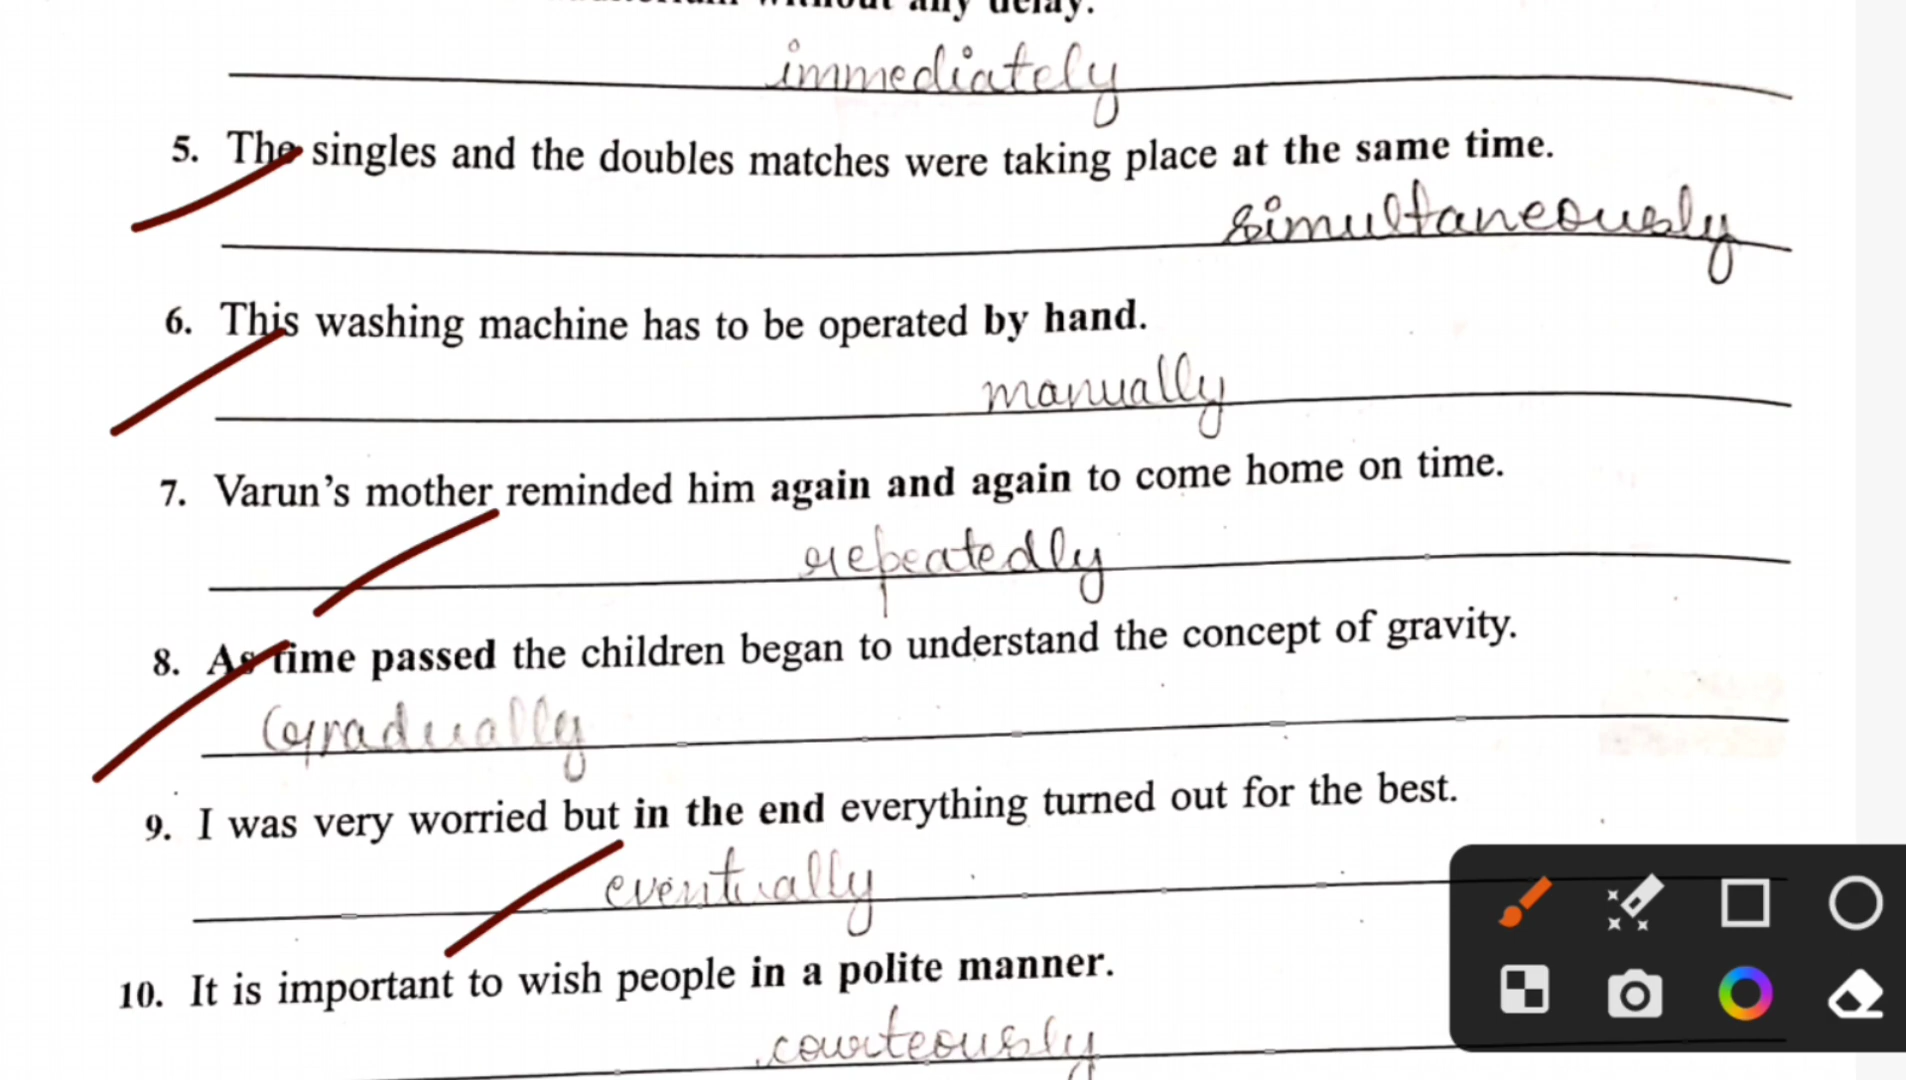 without any delay.
immediately
5. The singles and the doubles matches were taking place at the same time.
simultaneously
6. This washing machine has to be operated by hand.
manually
7. Varun's mother reminded him again and again to come home on time.
repeatedly
8. As time passed the children began to understand the concept of gravity.
Gradually
9. I was very worried but in the end everything turned out for the best.
eventually
10. It is important to wish people in a polite manner.
courteously